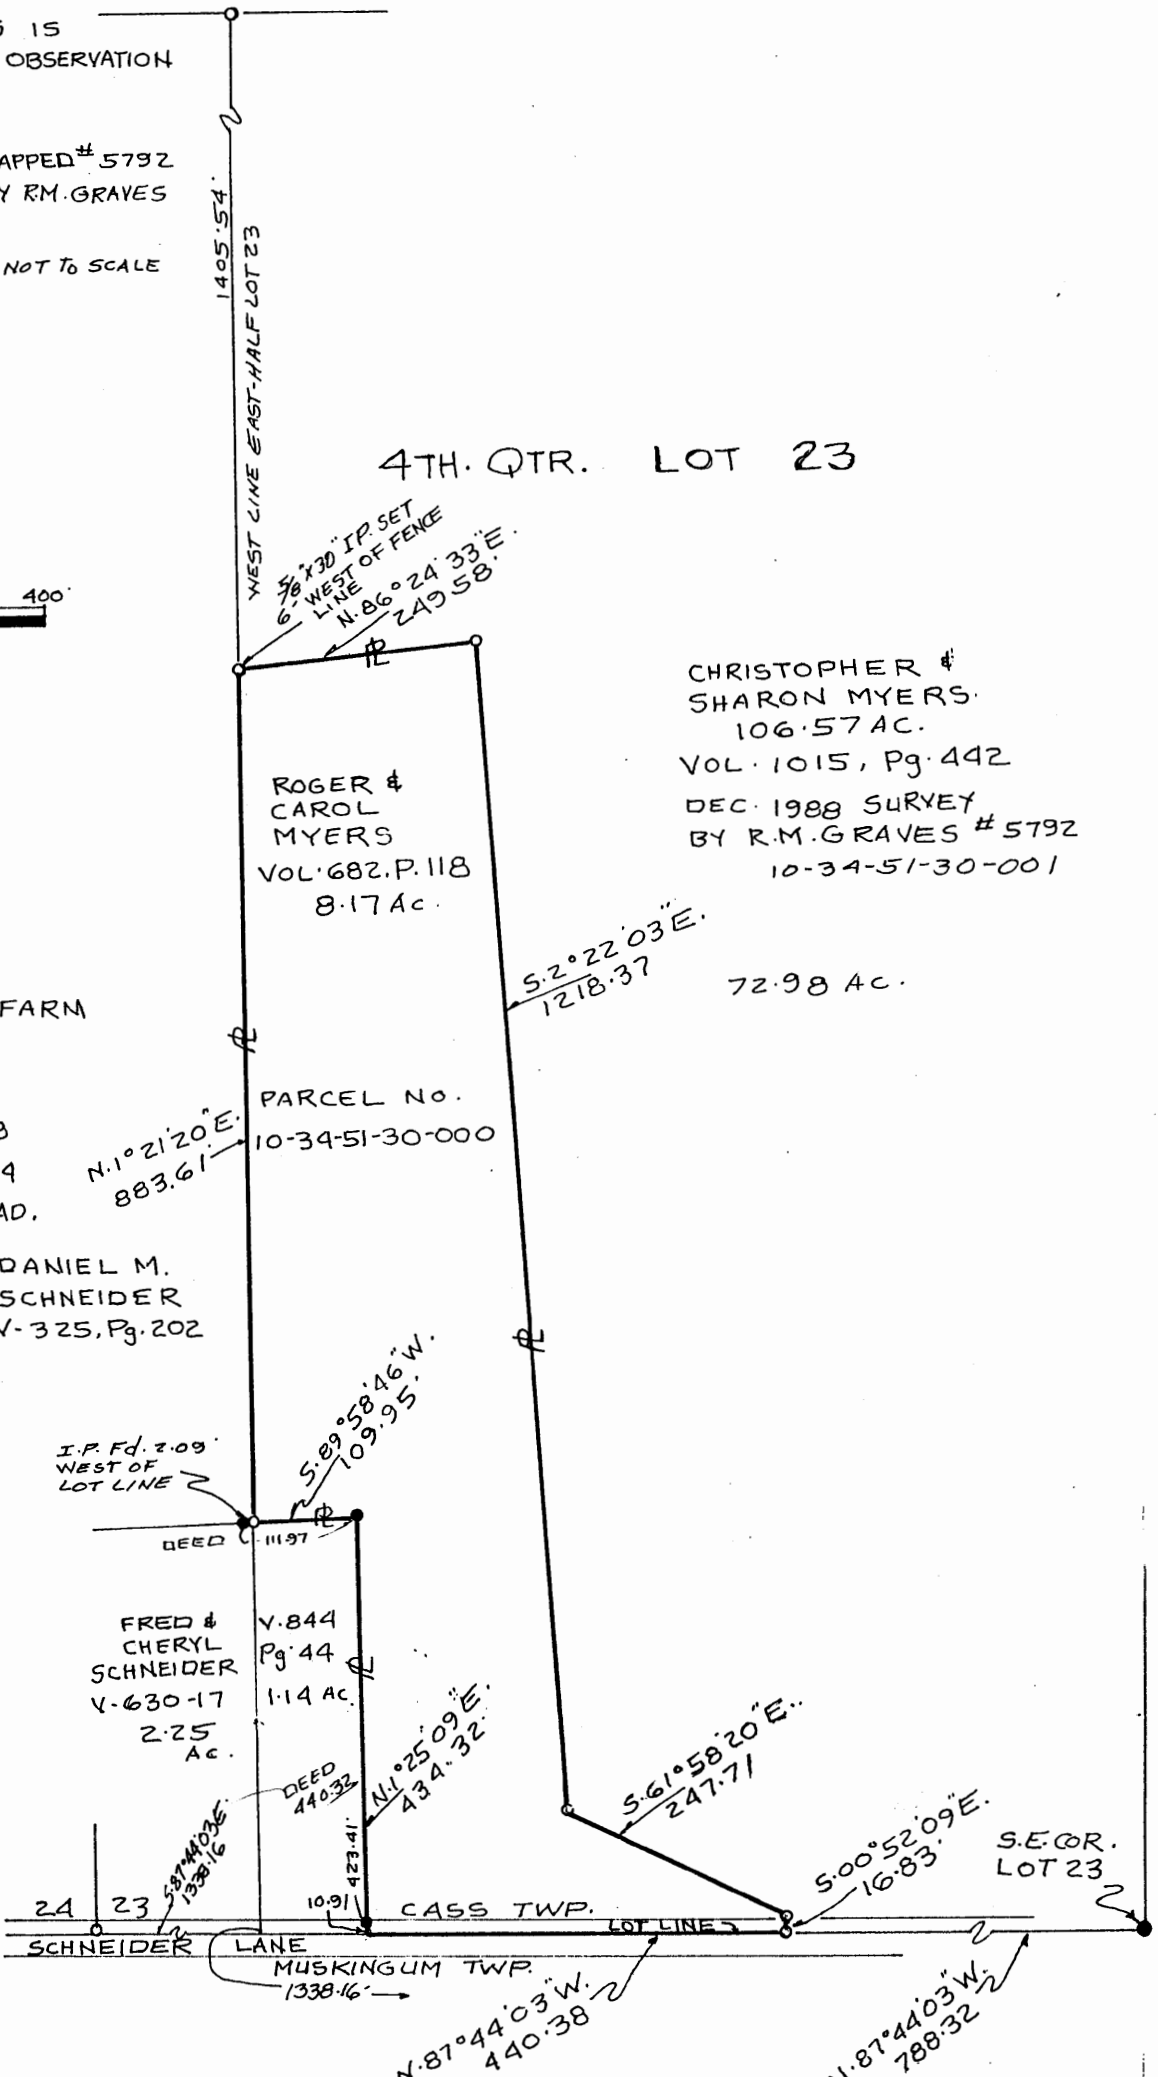 IS
OBSERVATION
APPED # 5792
Y R.M. GRAVES
NOT TO SCALE
1405.54'
WEST LINE EAST-HALF LOT 23
4TH. QTR. LOT 23
5/8" X 30" I.P. SET
6' WEST OF FENCE
LINE
N.86°24'33"E.
249.58'
400'
PL
CHRISTOPHER &
SHARON MYERS.
106.57 AC.
VOL. 1015, Pg. 442
DEC. 1988 SURVEY
BY R.M. GRAVES # 5792
10-34-51-30-001
72.98 AC.
ROGER &
CAROL
MYERS
VOL. 682, P. 118
8.17 Ac.
S.2°22'03"E.
1218.37
FARM
PL
PARCEL No.
10-34-51-30-000
N.1°21'20"E.
883.61'
4
AD.
DANIEL M.
SCHNEIDER
V-325, Pg. 202
PL
S.89°58'46"W.
109.95'
I.P. Fd. 2.09'
WEST OF
LOT LINE
PL
DEED 111.97
FRED &
CHERYL
SCHNEIDER
V-630-17
2.25
Ac.
V.844
Pg. 44
1.14 AC.
PL
DEED
440.32
N.1°25'09"E.
434.32'
423.41'
10.91
S.61°58'20"E.
247.71
S.00°52'09"E.
16.83'
S.E. COR.
LOT 23
S.87°44'03"E.
1338.16
24 23
CASS TWP.
LOT LINE
SCHNEIDER LANE
MUSKINGUM TWP.
1338.16'
N.87°44'03"W.
440.38
N.87°44'03"W.
788.32